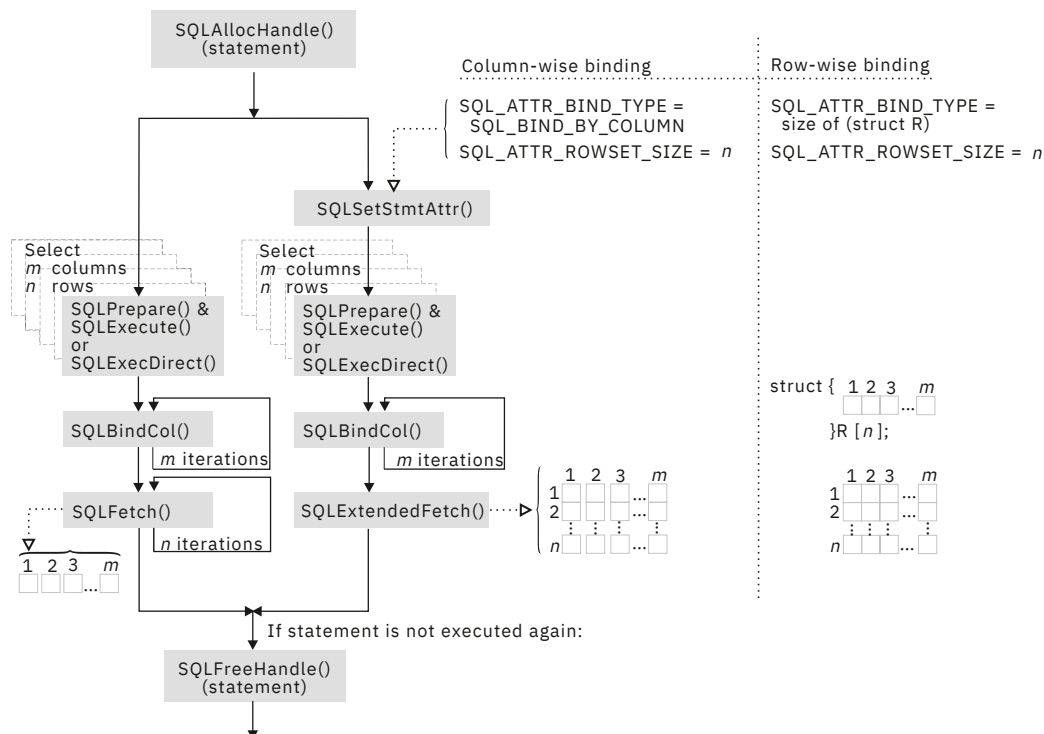 SQLAllocHandle()
(statement)
Column-wise binding
Row-wise binding
SQL_ATTR_BIND_TYPE =
SQL_BIND_BY_COLUMN
SQL_ATTR_ROWSET_SIZE = n
SQL_ATTR_BIND_TYPE =
size of (struct R)
SQL_ATTR_ROWSET_SIZE = n
SQLSetStmtAttr()
Select
m columns
n rows
SQLPrepare() &
SQLExecute()
or
SQLExecDirect()
Select
m columns
n rows
SQLPrepare() &
SQLExecute()
or
SQLExecDirect()
SQLBindCol()
m iterations
SQLBindCol()
m iterations
struct { 1 2 3 m
...
}R [n];
SQLFetch()
n iterations
1 2 3 m
...
SQLExtendedFetch()
1 2 3 m
1 ...
2 ...
n ...
1 2 3 m
1 ...
2 ...
n ...
If statement is not executed again:
SQLFreeHandle()
(statement)